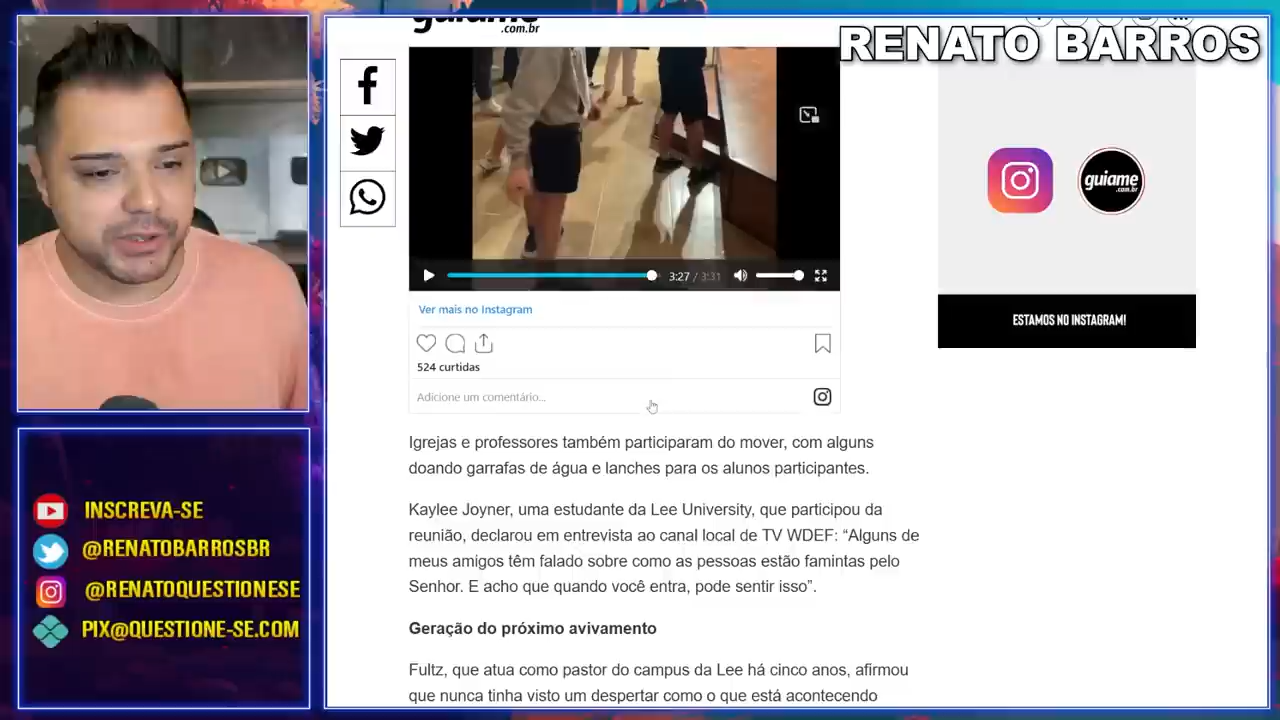 guiame
.com.br
RENATO BARROS
3:27 / 3:31
Ver mais no Instagram
524 curtidas
Adicione um comentário...
guiame
.com.br
ESTAMOS NO INSTAGRAM!
Igrejas e professores também participaram do mover, com alguns
doando garrafas de água e lanches para os alunos participantes.
Kaylee Joyner, uma estudante da Lee University, que participou da
reunião, declarou em entrevista ao canal local de TV WDEF: “Alguns de
meus amigos têm falado sobre como as pessoas estão famintas pelo
Senhor. E acho que quando você entra, pode sentir isso”.
Geração do próximo avivamento
Fultz, que atua como pastor do campus da Lee há cinco anos, afirmou
que nunca tinha visto um despertar como o que está acontecendo
INSCREVA-SE
@RENATOBARROSBR
@RENATOQUESTIONESE
PIX@QUESTIONE-SE.COM